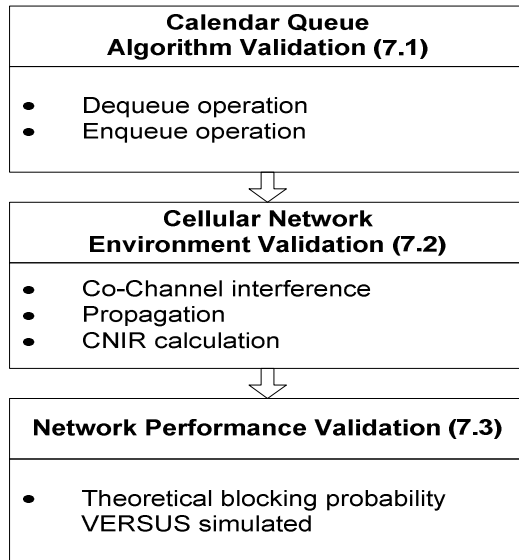 Calendar Queue
Algorithm Validation (7.1)
• Dequeue operation
• Enqueue operation
Cellular Network
Environment Validation (7.2)
• Co-Channel interference
• Propagation
• CNIR calculation
Network Performance Validation (7.3)
• Theoretical blocking probability
VERSUS simulated